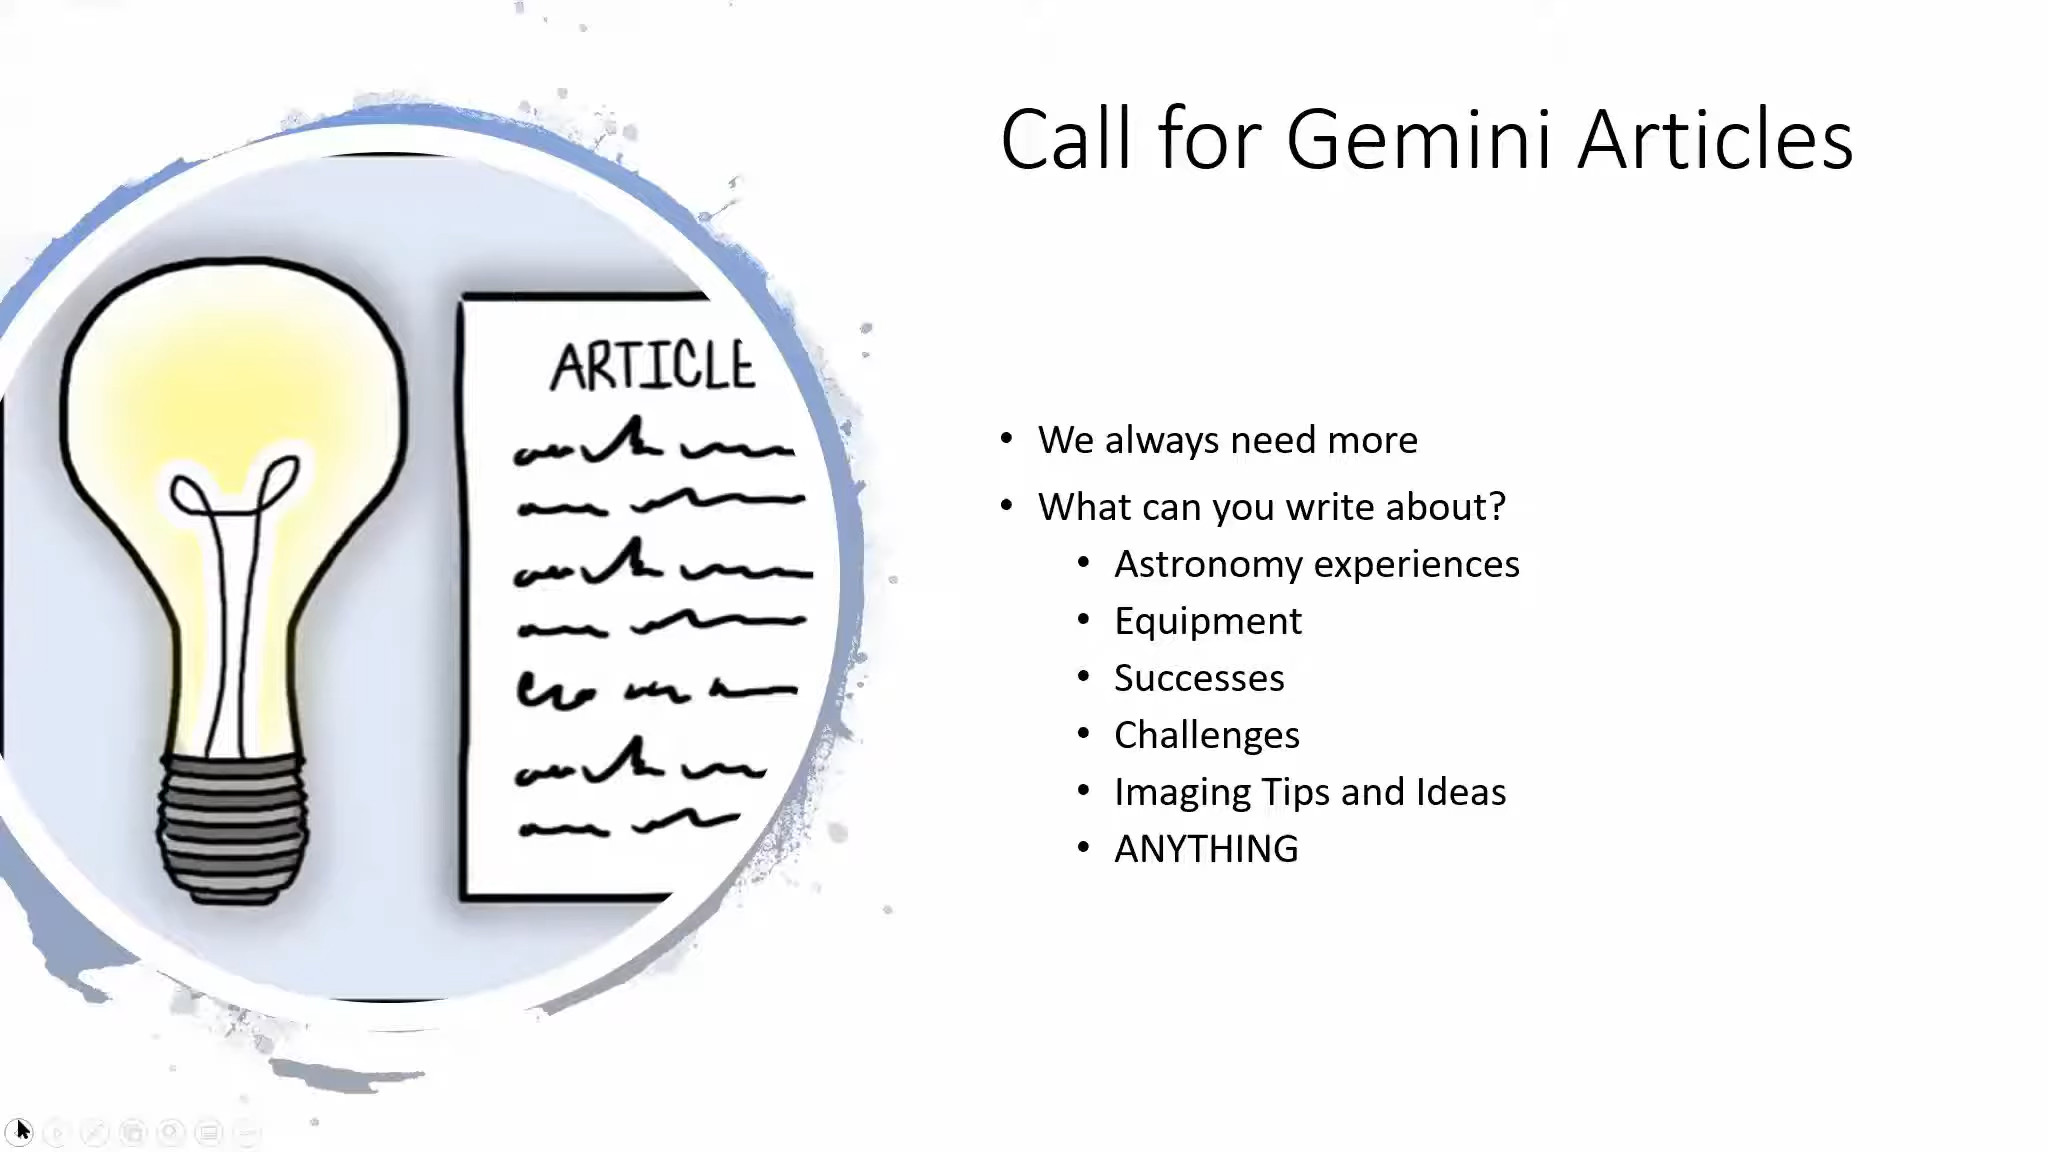 Call for Gemini Articles
ARTICLE
• We always need more
• What can you write about?
• Astronomy experiences
• Equipment
• Successes
• Challenges
• Imaging Tips and Ideas
• ANYTHING